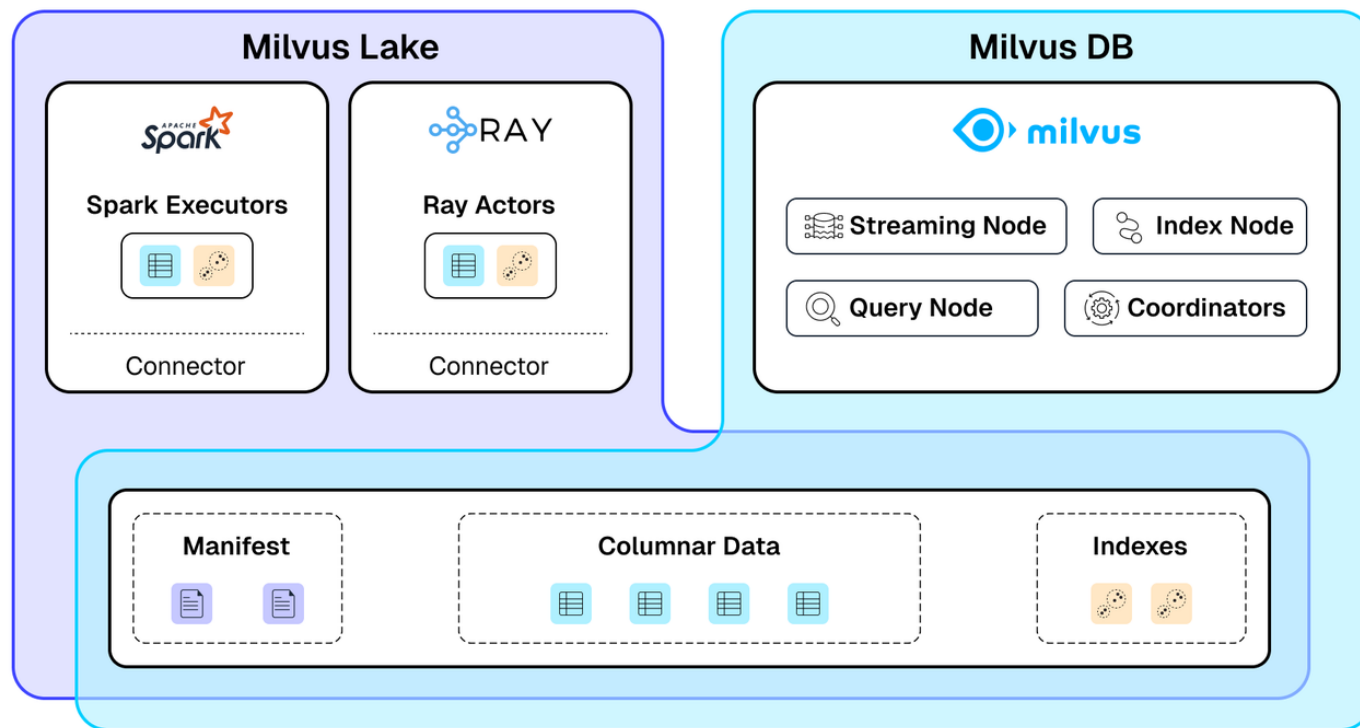 Milvus Lake
Milvus DB
APACHE
Spark
RAY
milvus
Spark Executors
Ray Actors
Streaming Node
Index Node
Query Node
Coordinators
Connector
Connector
Manifest
Columnar Data
Indexes